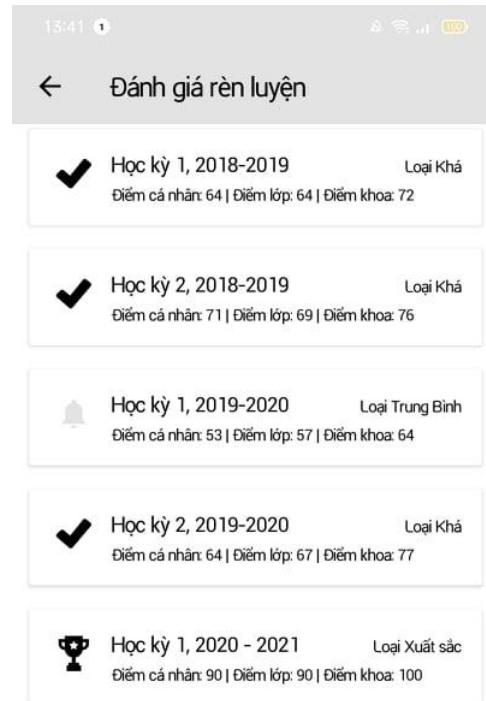 13:41 1 100
Đánh giá rèn luyện
Học kỳ 1, 2018-2019 Loại Khá
Điểm cá nhân: 64 | Điểm lớp: 64 | Điểm khoa: 72
Học kỳ 2, 2018-2019 Loại Khá
Điểm cá nhân: 71 | Điểm lớp: 69 | Điểm khoa: 76
Học kỳ 1, 2019-2020 Loại Trung Bình
Điểm cá nhân: 53 | Điểm lớp: 57 | Điểm khoa: 64
Học kỳ 2, 2019-2020 Loại Khá
Điểm cá nhân: 64 | Điểm lớp: 67 | Điểm khoa: 77
Học kỳ 1, 2020 - 2021 Loại Xuất sắc
Điểm cá nhân: 90 | Điểm lớp: 90 | Điểm khoa: 100